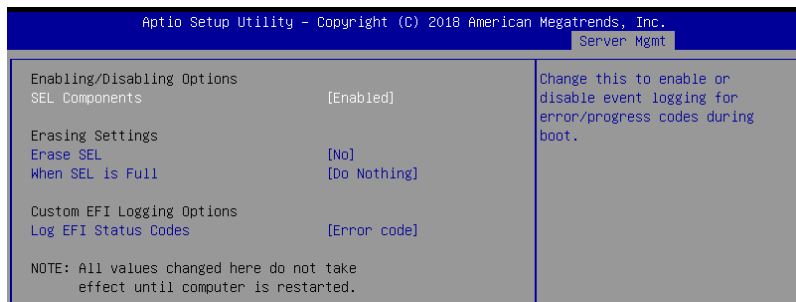 Aptio Setup Utility – Copyright (C) 2018 American Megatrends, Inc.
Server Mgmt
Enabling/Disabling Options
SEL Components [Enabled]
Erasing Settings
Erase SEL [No]
When SEL is Full [Do Nothing]
Custom EFI Logging Options
Log EFI Status Codes [Error code]
NOTE: All values changed here do not take
effect until computer is restarted.
Change this to enable or
disable event logging for
error/progress codes during
boot.